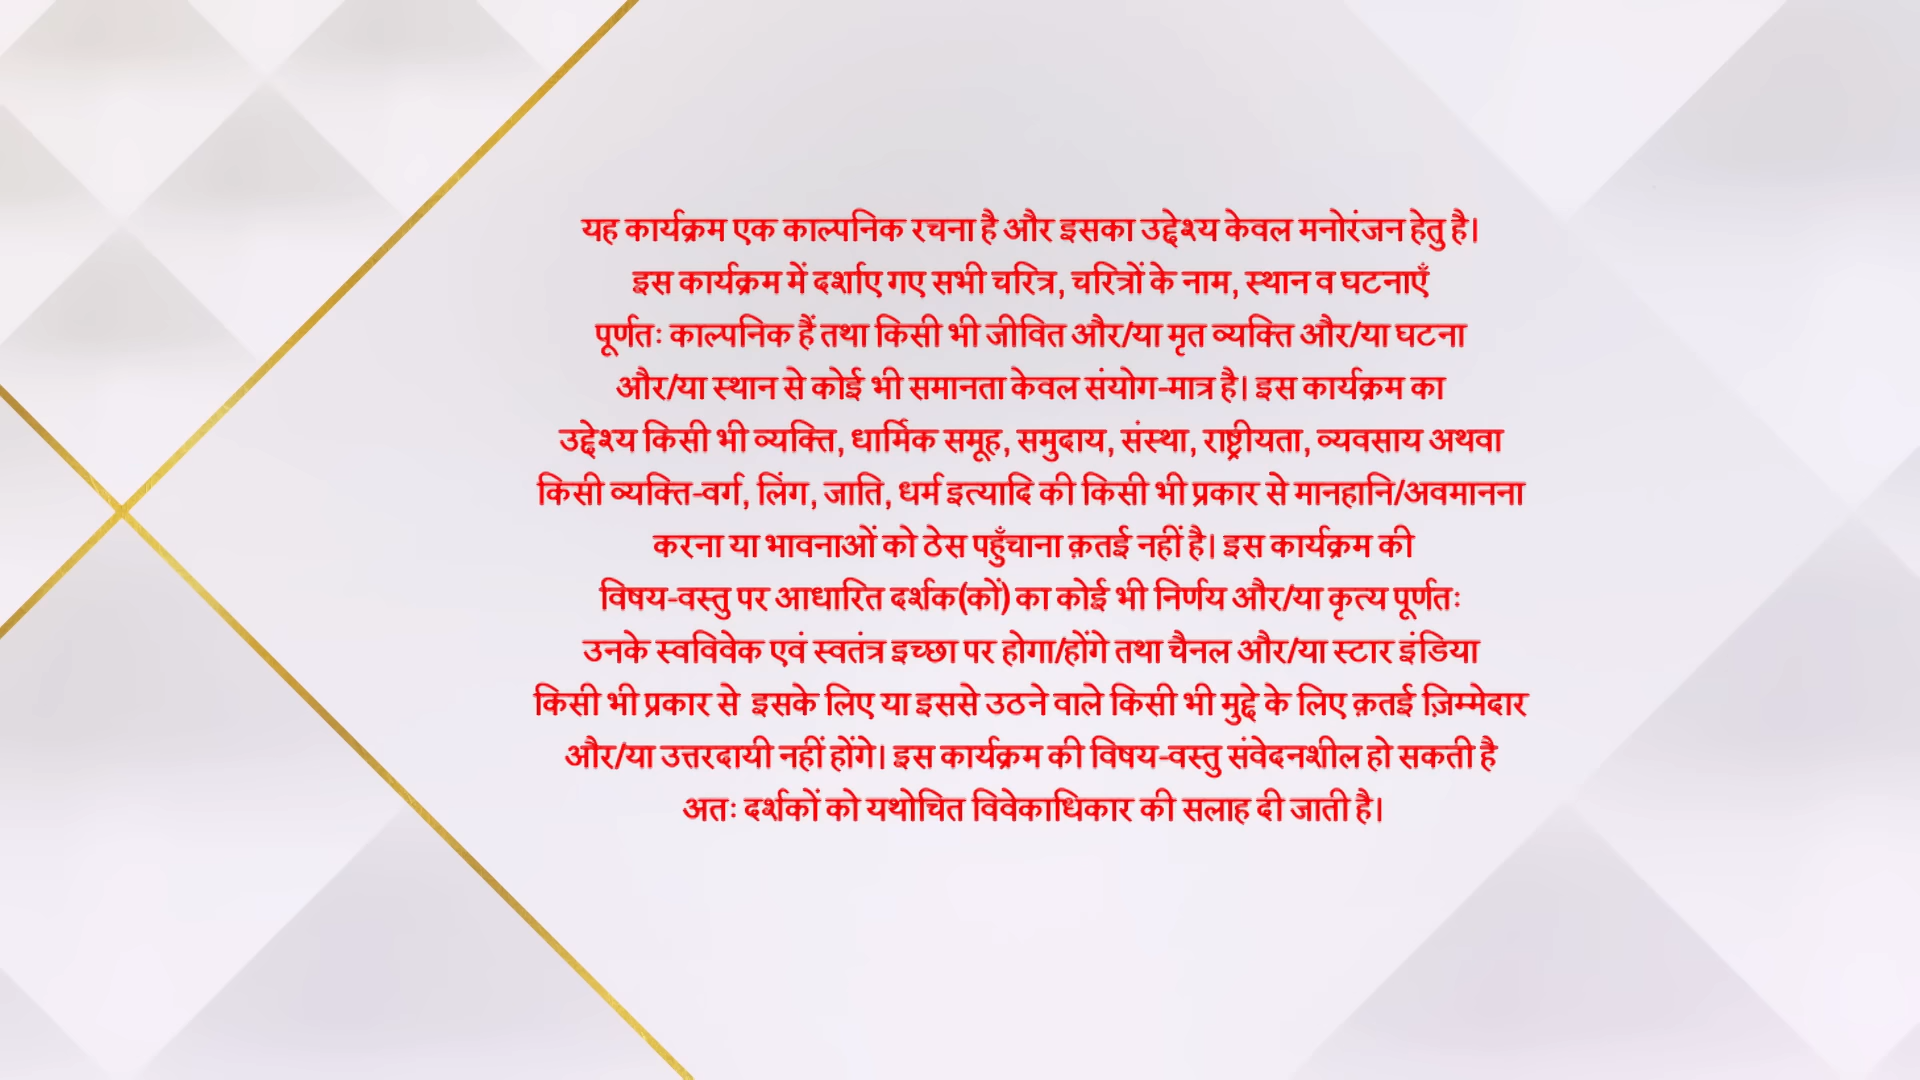 यह कार्यक्रम एक काल्पनिक रचना है और इसका उद्देश्य केवल मनोरंजन हेतु है।
इस कार्यक्रम में दर्शाए गए सभी चरित्र, चरित्रों के नाम, स्थान व घटनाएँ
पूर्णतः काल्पनिक हैं तथा किसी भी जीवित और/या मृत व्यक्ति और/या घटना
और/या स्थान से कोई भी समानता केवल संयोग-मात्र है। इस कार्यक्रम का
उद्देश्य किसी भी व्यक्ति, धार्मिक समूह, समुदाय, संस्था, राष्ट्रीयता, व्यवसाय अथवा
किसी व्यक्ति-वर्ग, लिंग, जाति, धर्म इत्यादि की किसी भी प्रकार से मानहानि/अवमानना
करना या भावनाओं को ठेस पहुँचाना क़तई नहीं है। इस कार्यक्रम की
विषय-वस्तु पर आधारित दर्शक(कों) का कोई भी निर्णय और/या कृत्य पूर्णतः
उनके स्वविवेक एवं स्वतंत्र इच्छा पर होगा/होंगे तथा चैनल और/या स्टार इंडिया
किसी भी प्रकार से इसके लिए या इससे उठने वाले किसी भी मुद्दे के लिए क़तई ज़िम्मेदार
और/या उत्तरदायी नहीं होंगे। इस कार्यक्रम की विषय-वस्तु संवेदनशील हो सकती है
अतः दर्शकों को यथोचित विवेकाधिकार की सलाह दी जाती है।